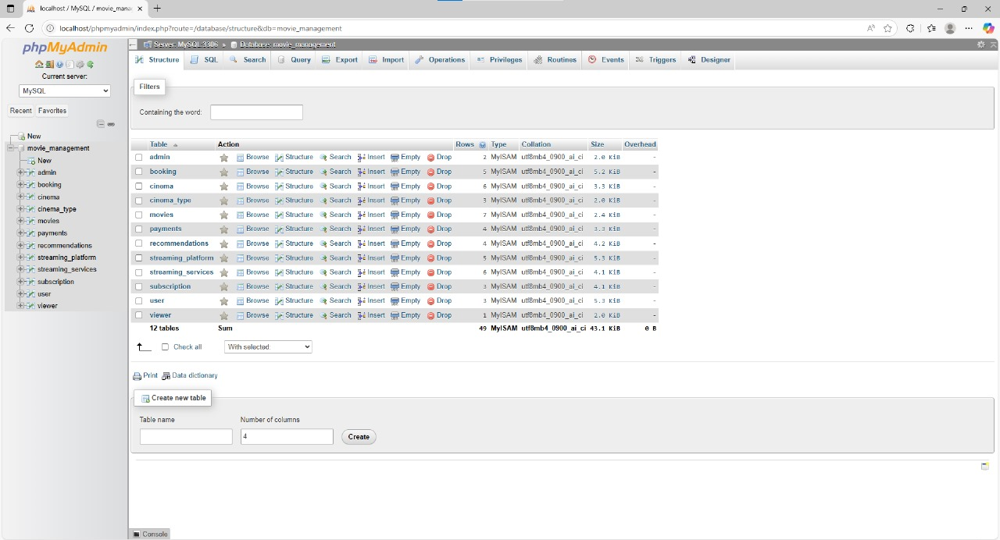 localhost / MySQL / movie_mana
localhost/phpmyadmin/index.php?route=/database/structure&db=movie_management
phpMyAdmin
Current server:
MySQL
Recent Favorites
New
movie_management
New
admin
booking
cinema
cinema_type
movies
payments
recommendations
streaming_platform
streaming_services
subscription
user
viewer
Server: MySQL:3306 » Database: movie_management
Structure SQL Search Query Export Import Operations Privileges Routines Events Triggers Designer
Filters
Containing the word:
Table Action Rows Type Collation Size Overhead
admin Browse Structure Search Insert Empty Drop 2 MyISAM utf8mb4_0900_ai_ci 2.0 KiB -
booking Browse Structure Search Insert Empty Drop 5 MyISAM utf8mb4_0900_ai_ci 5.2 KiB -
cinema Browse Structure Search Insert Empty Drop 6 MyISAM utf8mb4_0900_ai_ci 3.3 KiB -
cinema_type Browse Structure Search Insert Empty Drop 3 MyISAM utf8mb4_0900_ai_ci 2.0 KiB -
movies Browse Structure Search Insert Empty Drop 7 MyISAM utf8mb4_0900_ai_ci 2.4 KiB -
payments Browse Structure Search Insert Empty Drop 4 MyISAM utf8mb4_0900_ai_ci 3.3 KiB -
recommendations Browse Structure Search Insert Empty Drop 4 MyISAM utf8mb4_0900_ai_ci 4.2 KiB -
streaming_platform Browse Structure Search Insert Empty Drop 5 MyISAM utf8mb4_0900_ai_ci 5.3 KiB -
streaming_services Browse Structure Search Insert Empty Drop 6 MyISAM utf8mb4_0900_ai_ci 4.1 KiB -
subscription Browse Structure Search Insert Empty Drop 3 MyISAM utf8mb4_0900_ai_ci 4.1 KiB -
user Browse Structure Search Insert Empty Drop 3 MyISAM utf8mb4_0900_ai_ci 5.3 KiB -
viewer Browse Structure Search Insert Empty Drop 1 MyISAM utf8mb4_0900_ai_ci 2.0 KiB -
12 tables Sum 49 MyISAM utf8mb4_0900_ai_ci 43.1 KiB 0 B
Check all With selected:
Print Data dictionary
Create new table
Table name Number of columns
4 Create
Console